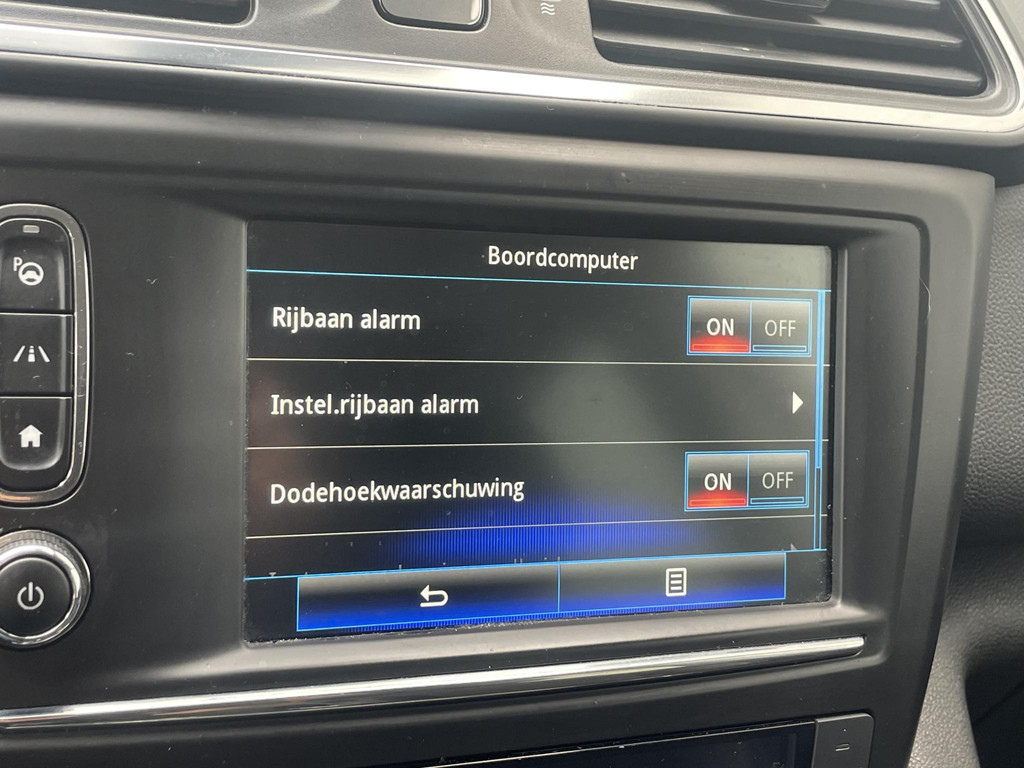 Boordcomputer
Rijbaan alarm
ON OFF
Instel.rijbaan alarm
Dodehoekwaarschuwing
ON OFF
P